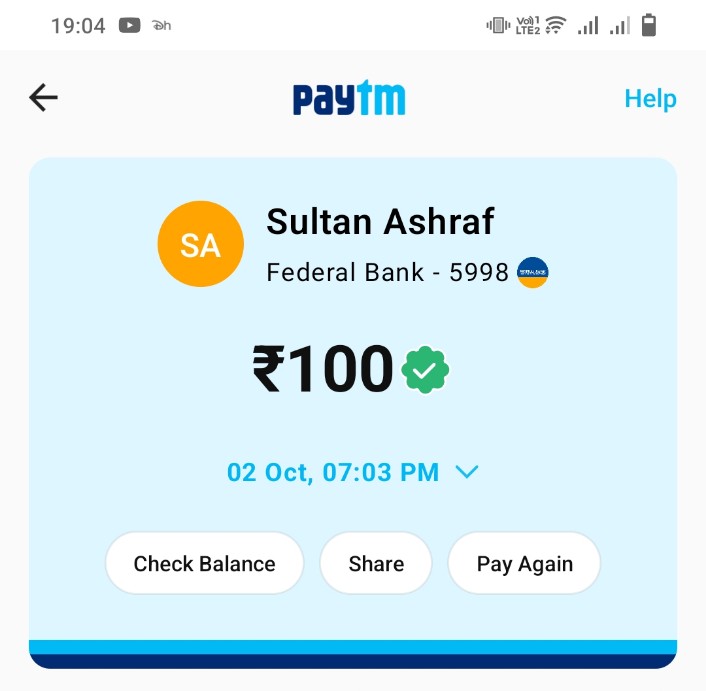 19:04
Vo) 1
LTE2
paytm
Help
SA
Sultan Ashraf
Federal Bank - 5998
₹100
02 Oct, 07:03 PM
Check Balance Share Pay Again